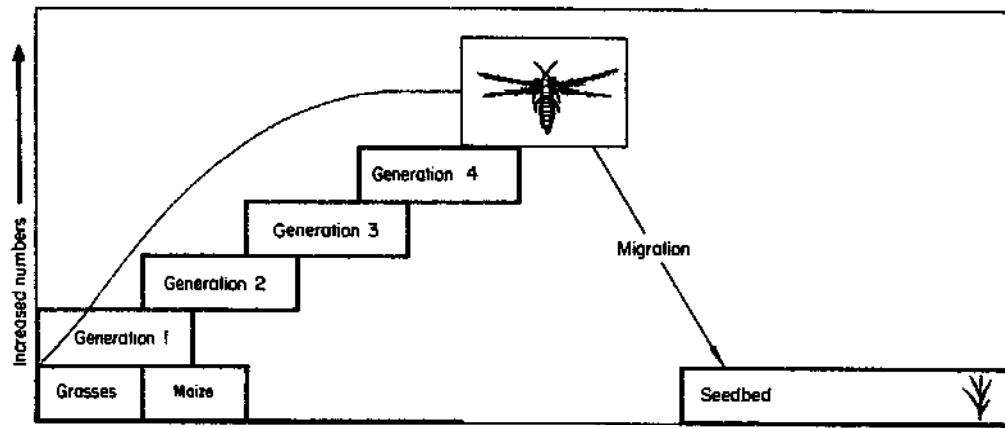 Increased numbers
Generation 4
Generation 3
Migration
Generation 2
Generation 1
Grasses
Maize
Seedbed